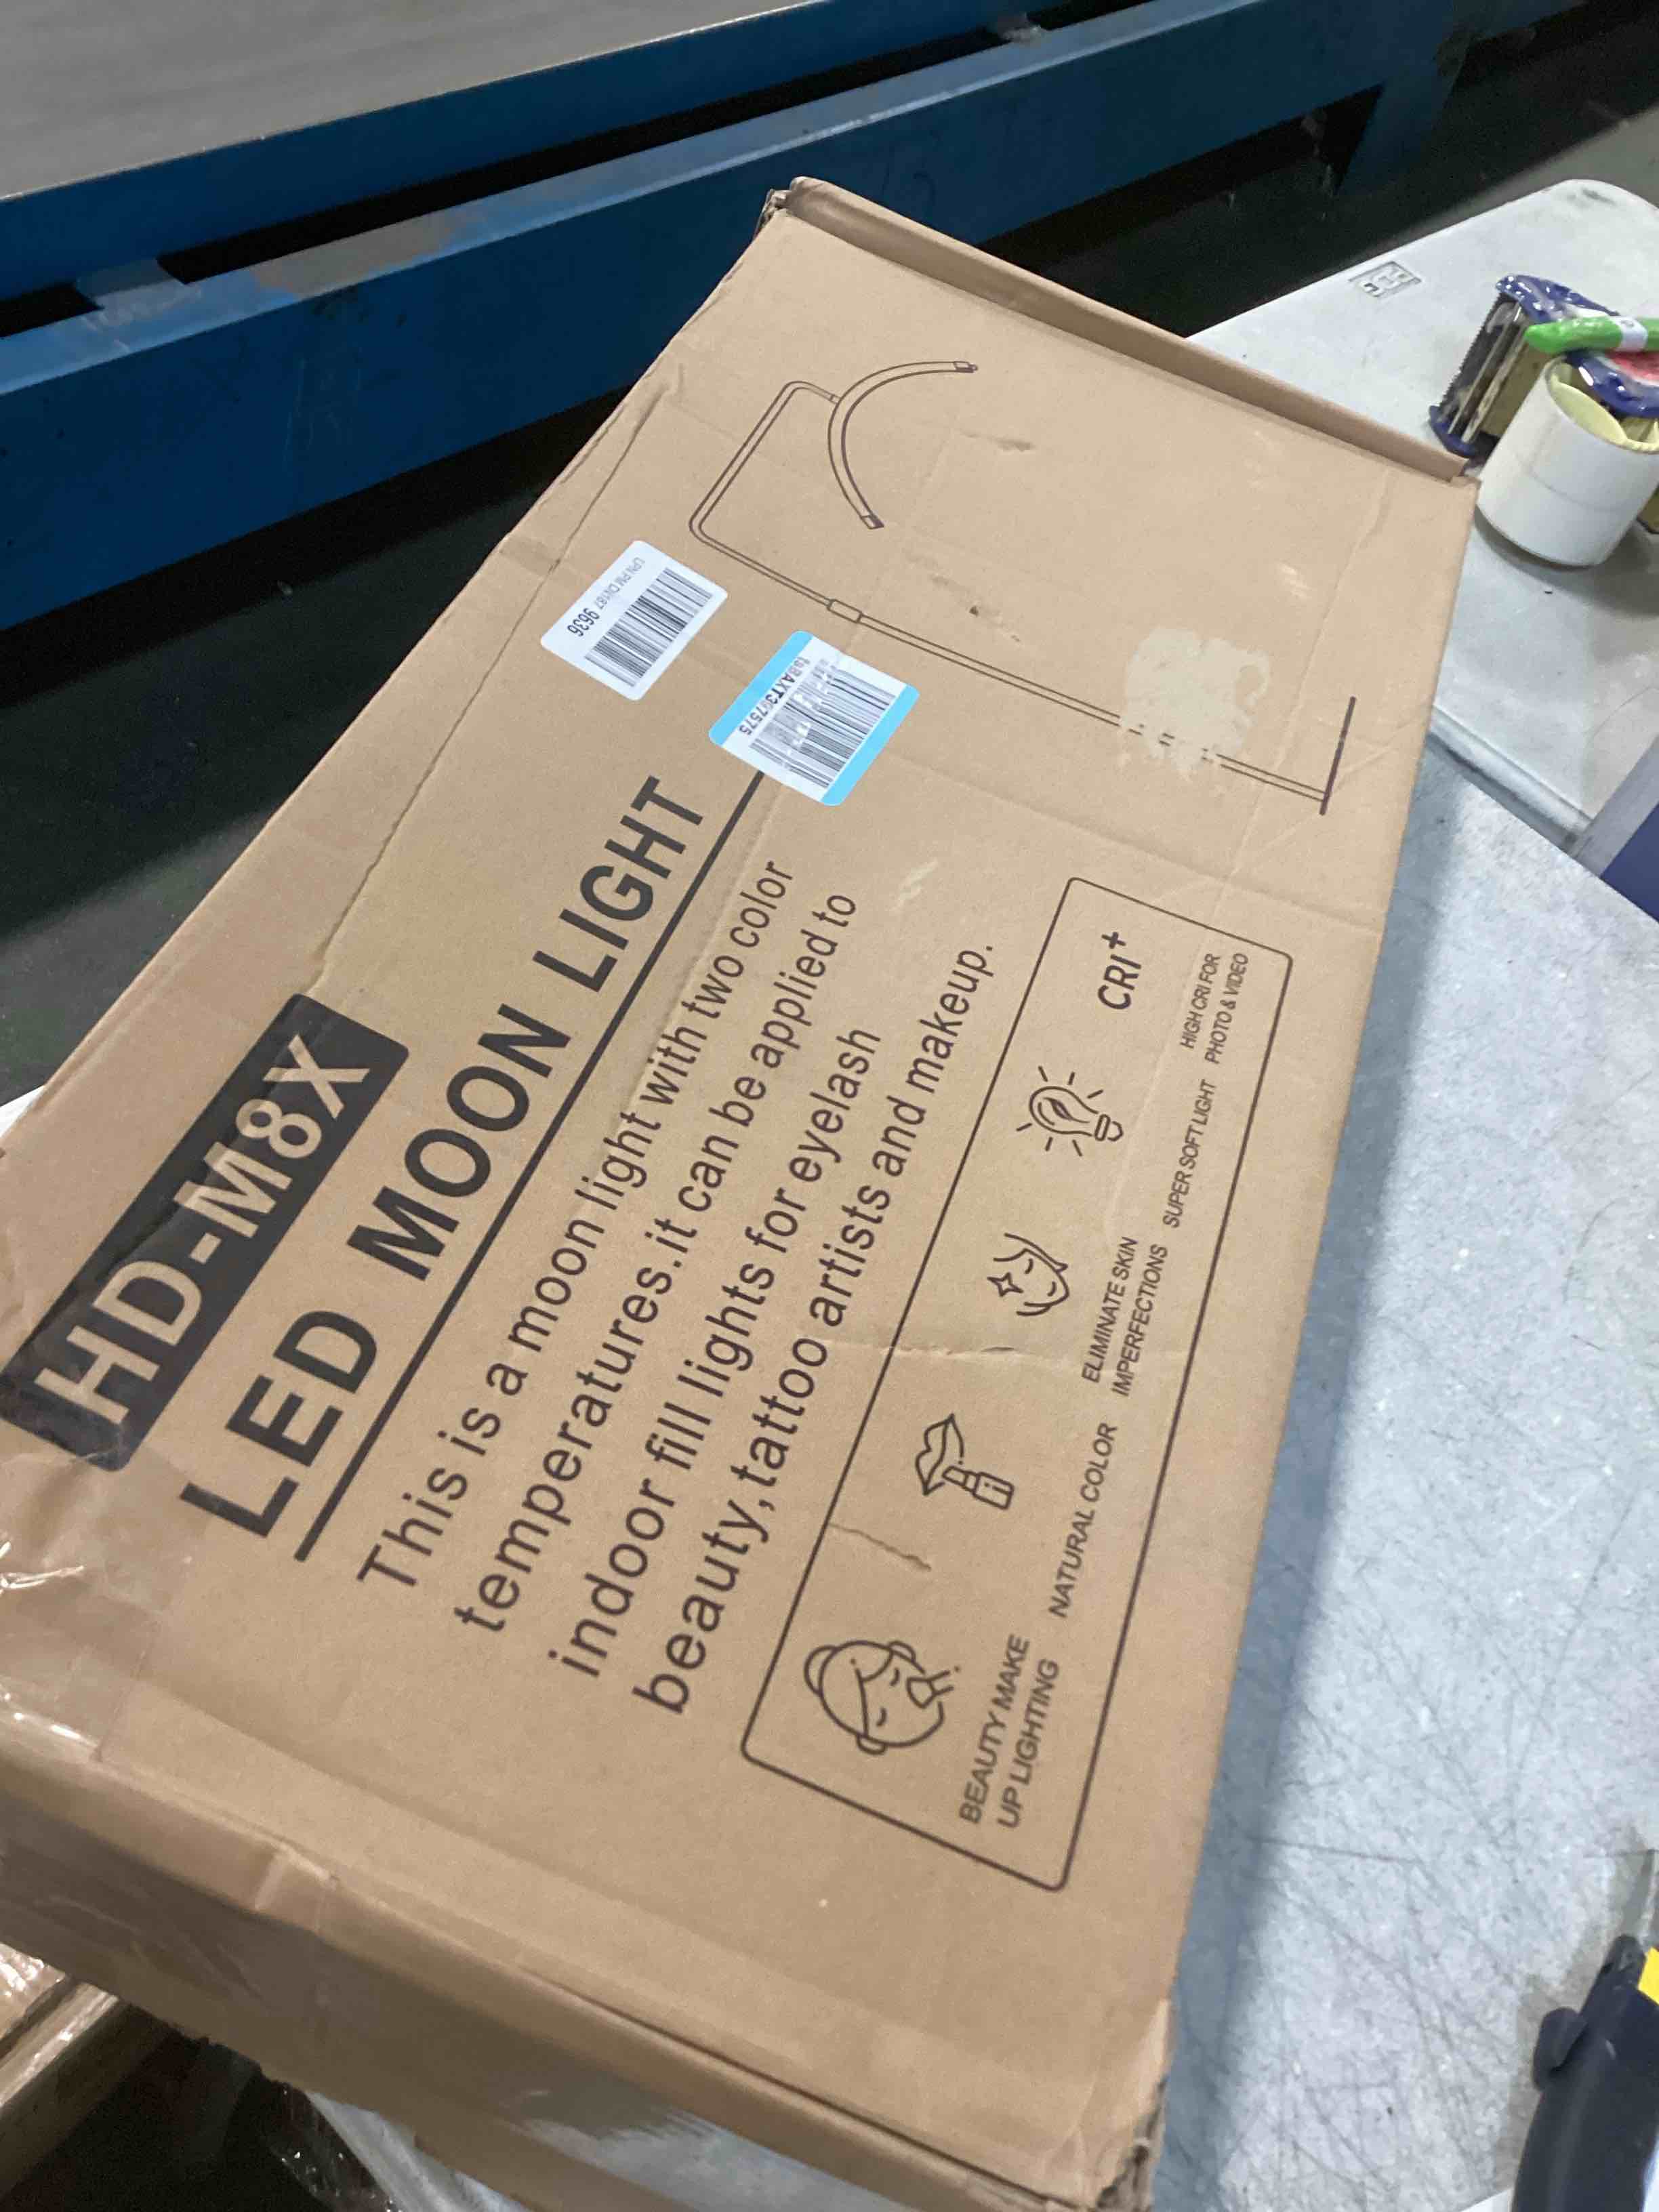 HD-M8X
LED MOON LIGHT
This is a moon light with two color
temperatures.it can be applied to
indoor fill lights for eyelash
beauty,tattoo artists and makeup.
BEAUTY MAKE
UP LIGHTING
NATURAL COLOR
ELIMINATE SKIN
IMPERFECTIONS
SUPER SOFT LIGHT
CRI+
HIGH CRI FOR
PHOTO & VIDEO
9636